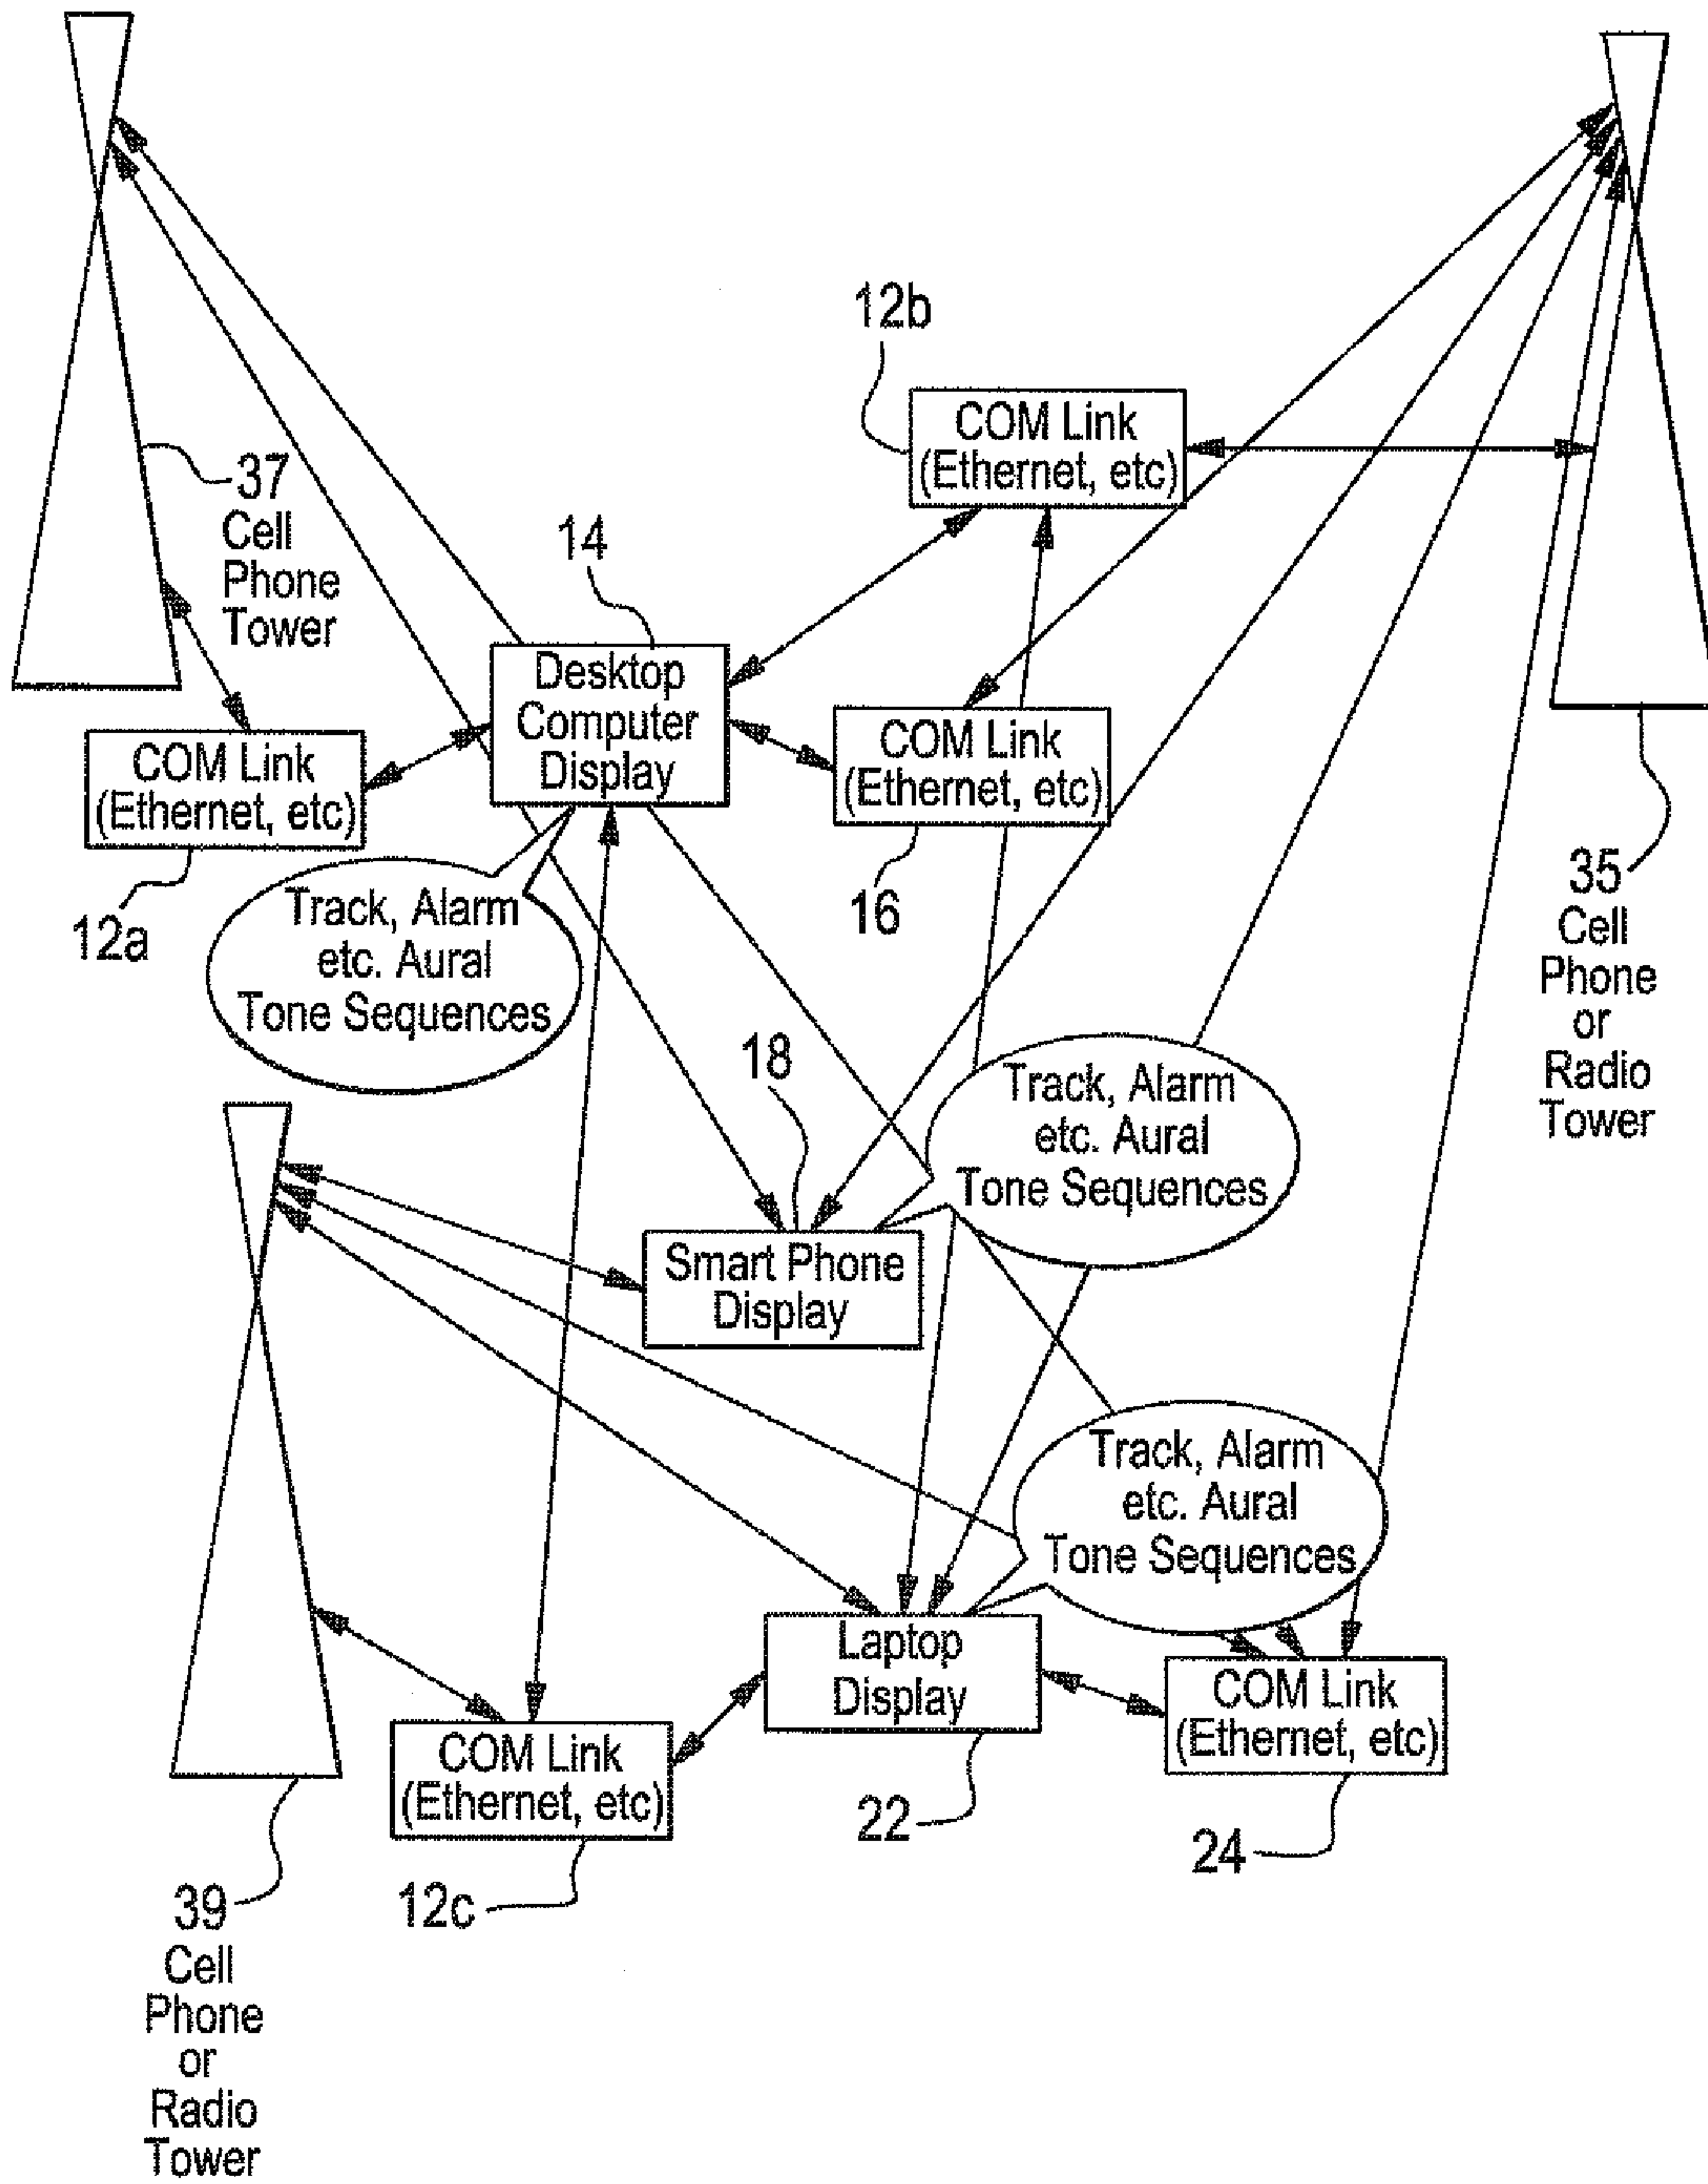 12b
COM Link
(Ethernet, etc)
37
Cell
Phone
Tower
14
Desktop
Computer
Display
COM Link
(Ethernet, etc)
16
COM Link
(Ethernet, etc)
12a
35
Cell
Phone
or
Radio
Tower
Track, Alarm
etc. Aural
Tone Sequences
18
Track, Alarm
etc. Aural
Tone Sequences
Smart Phone
Display
Track, Alarm
etc. Aural
Tone Sequences
Laptop
Display
22
COM Link
(Ethernet, etc)
24
COM Link
(Ethernet, etc)
12c
39
Cell
Phone
or
Radio
Tower